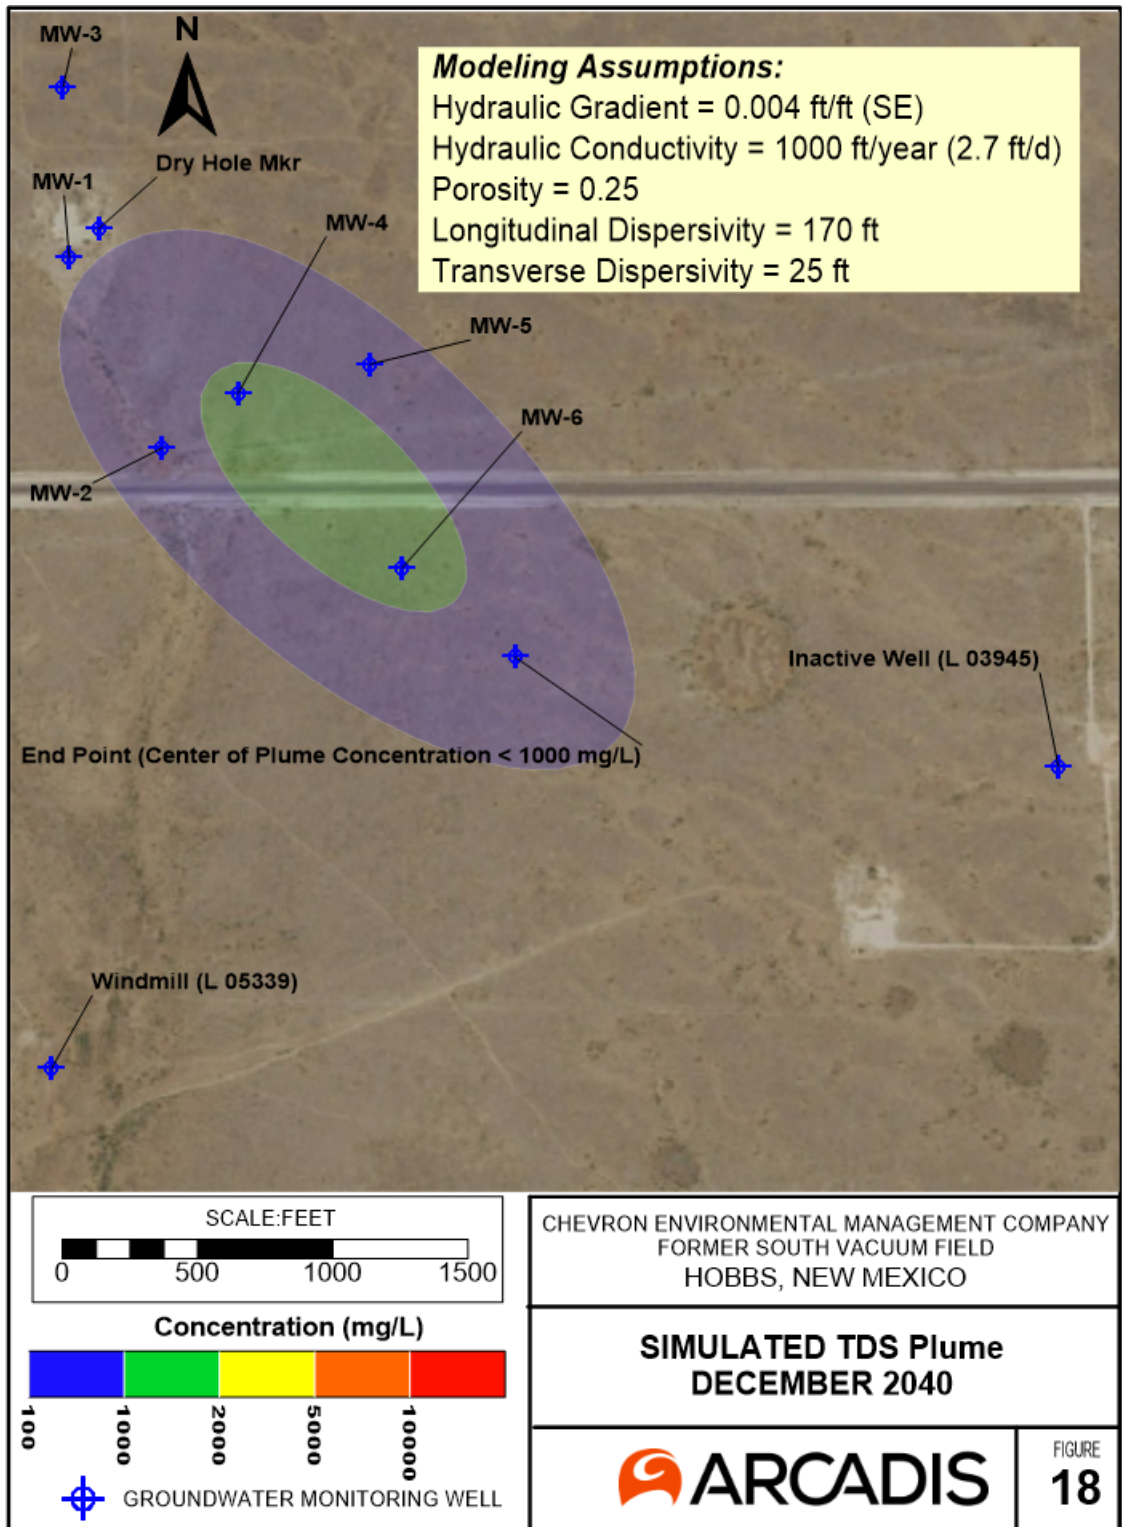 MW-3
N
Modeling Assumptions:
Hydraulic Gradient = 0.004 ft/ft (SE)
Hydraulic Conductivity = 1000 ft/year (2.7 ft/d)
Porosity = 0.25
Longitudinal Dispersivity = 170 ft
Transverse Dispersivity = 25 ft
Dry Hole Mkr
MW-1
MW-4
MW-5
MW-6
MW-2
Inactive Well (L 03945)
End Point (Center of Plume Concentration < 1000 mg/L)
Windmill (L 05339)
SCALE:FEET
0 500 1000 1500
Concentration (mg/L)
100 1000 2000 5000 10000
GROUNDWATER MONITORING WELL
CHEVRON ENVIRONMENTAL MANAGEMENT COMPANY
FORMER SOUTH VACUUM FIELD
HOBBS, NEW MEXICO
SIMULATED TDS Plume
DECEMBER 2040
ARCADIS
FIGURE
18